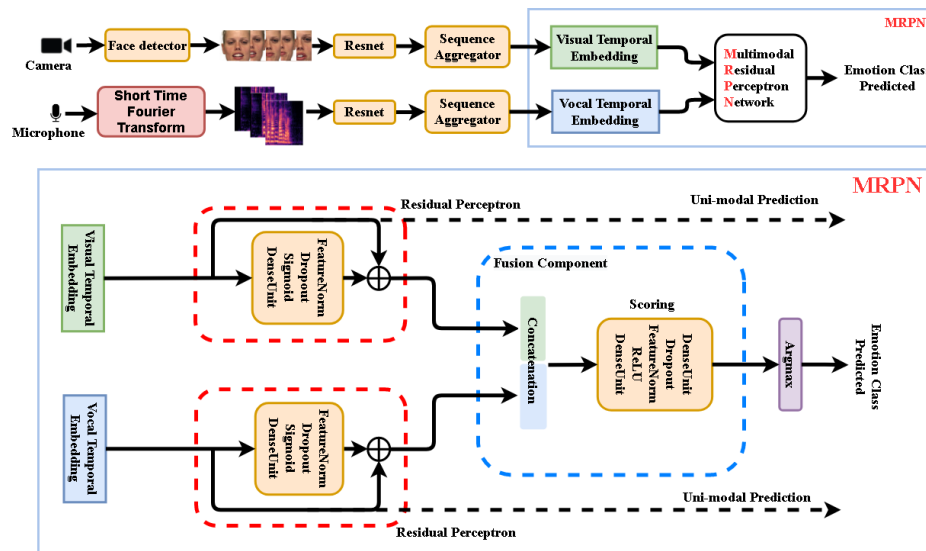 MRPN
Camera
Face detector
Resnet
Sequence
Aggregator
Visual Temporal
Embedding
Multimodal
Residual
Perceptron
Network
Emotion Class
Predicted
Microphone
Short Time
Fourier
Transform
Resnet
Sequence
Aggregator
Vocal Temporal
Embedding
MRPN
Residual Perceptron
Uni-modal Prediction
Visual Temporal
Embedding
FeatureNorm
Dropout
Sigmoid
DenseUnit
Fusion Component
Concatenation
Scoring
DenseUnit
Dropout
FeatureNorm
ReLU
DenseUnit
Argmax
Emotion Class
Predicted
Vocal Temporal
Embedding
FeatureNorm
Dropout
Sigmoid
DenseUnit
Uni-modal Prediction
Residual Perceptron